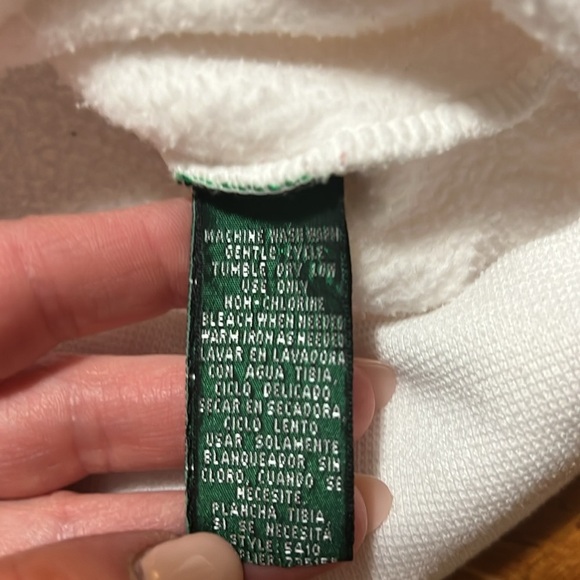 MACHINE WASH WARM
GENTLE CYCLE
TUMBLE DRY LOW
USE ONLY
NON-CHLORINE
BLEACH WHEN NEEDED
WARM IRON AS NEEDED
LAVAR EN LAVADORA
CON AGUA TIBIA,
CICLO DELICADO
SECAR EN SECADORA
CICLO LENTO
USAR SOLAMENTE
BLANQUEADOR SIN
CLORO, CUANDO SE
NECESITE.
PLANCHA TIBIA
SI SE NECESITA
STYLE: 5410